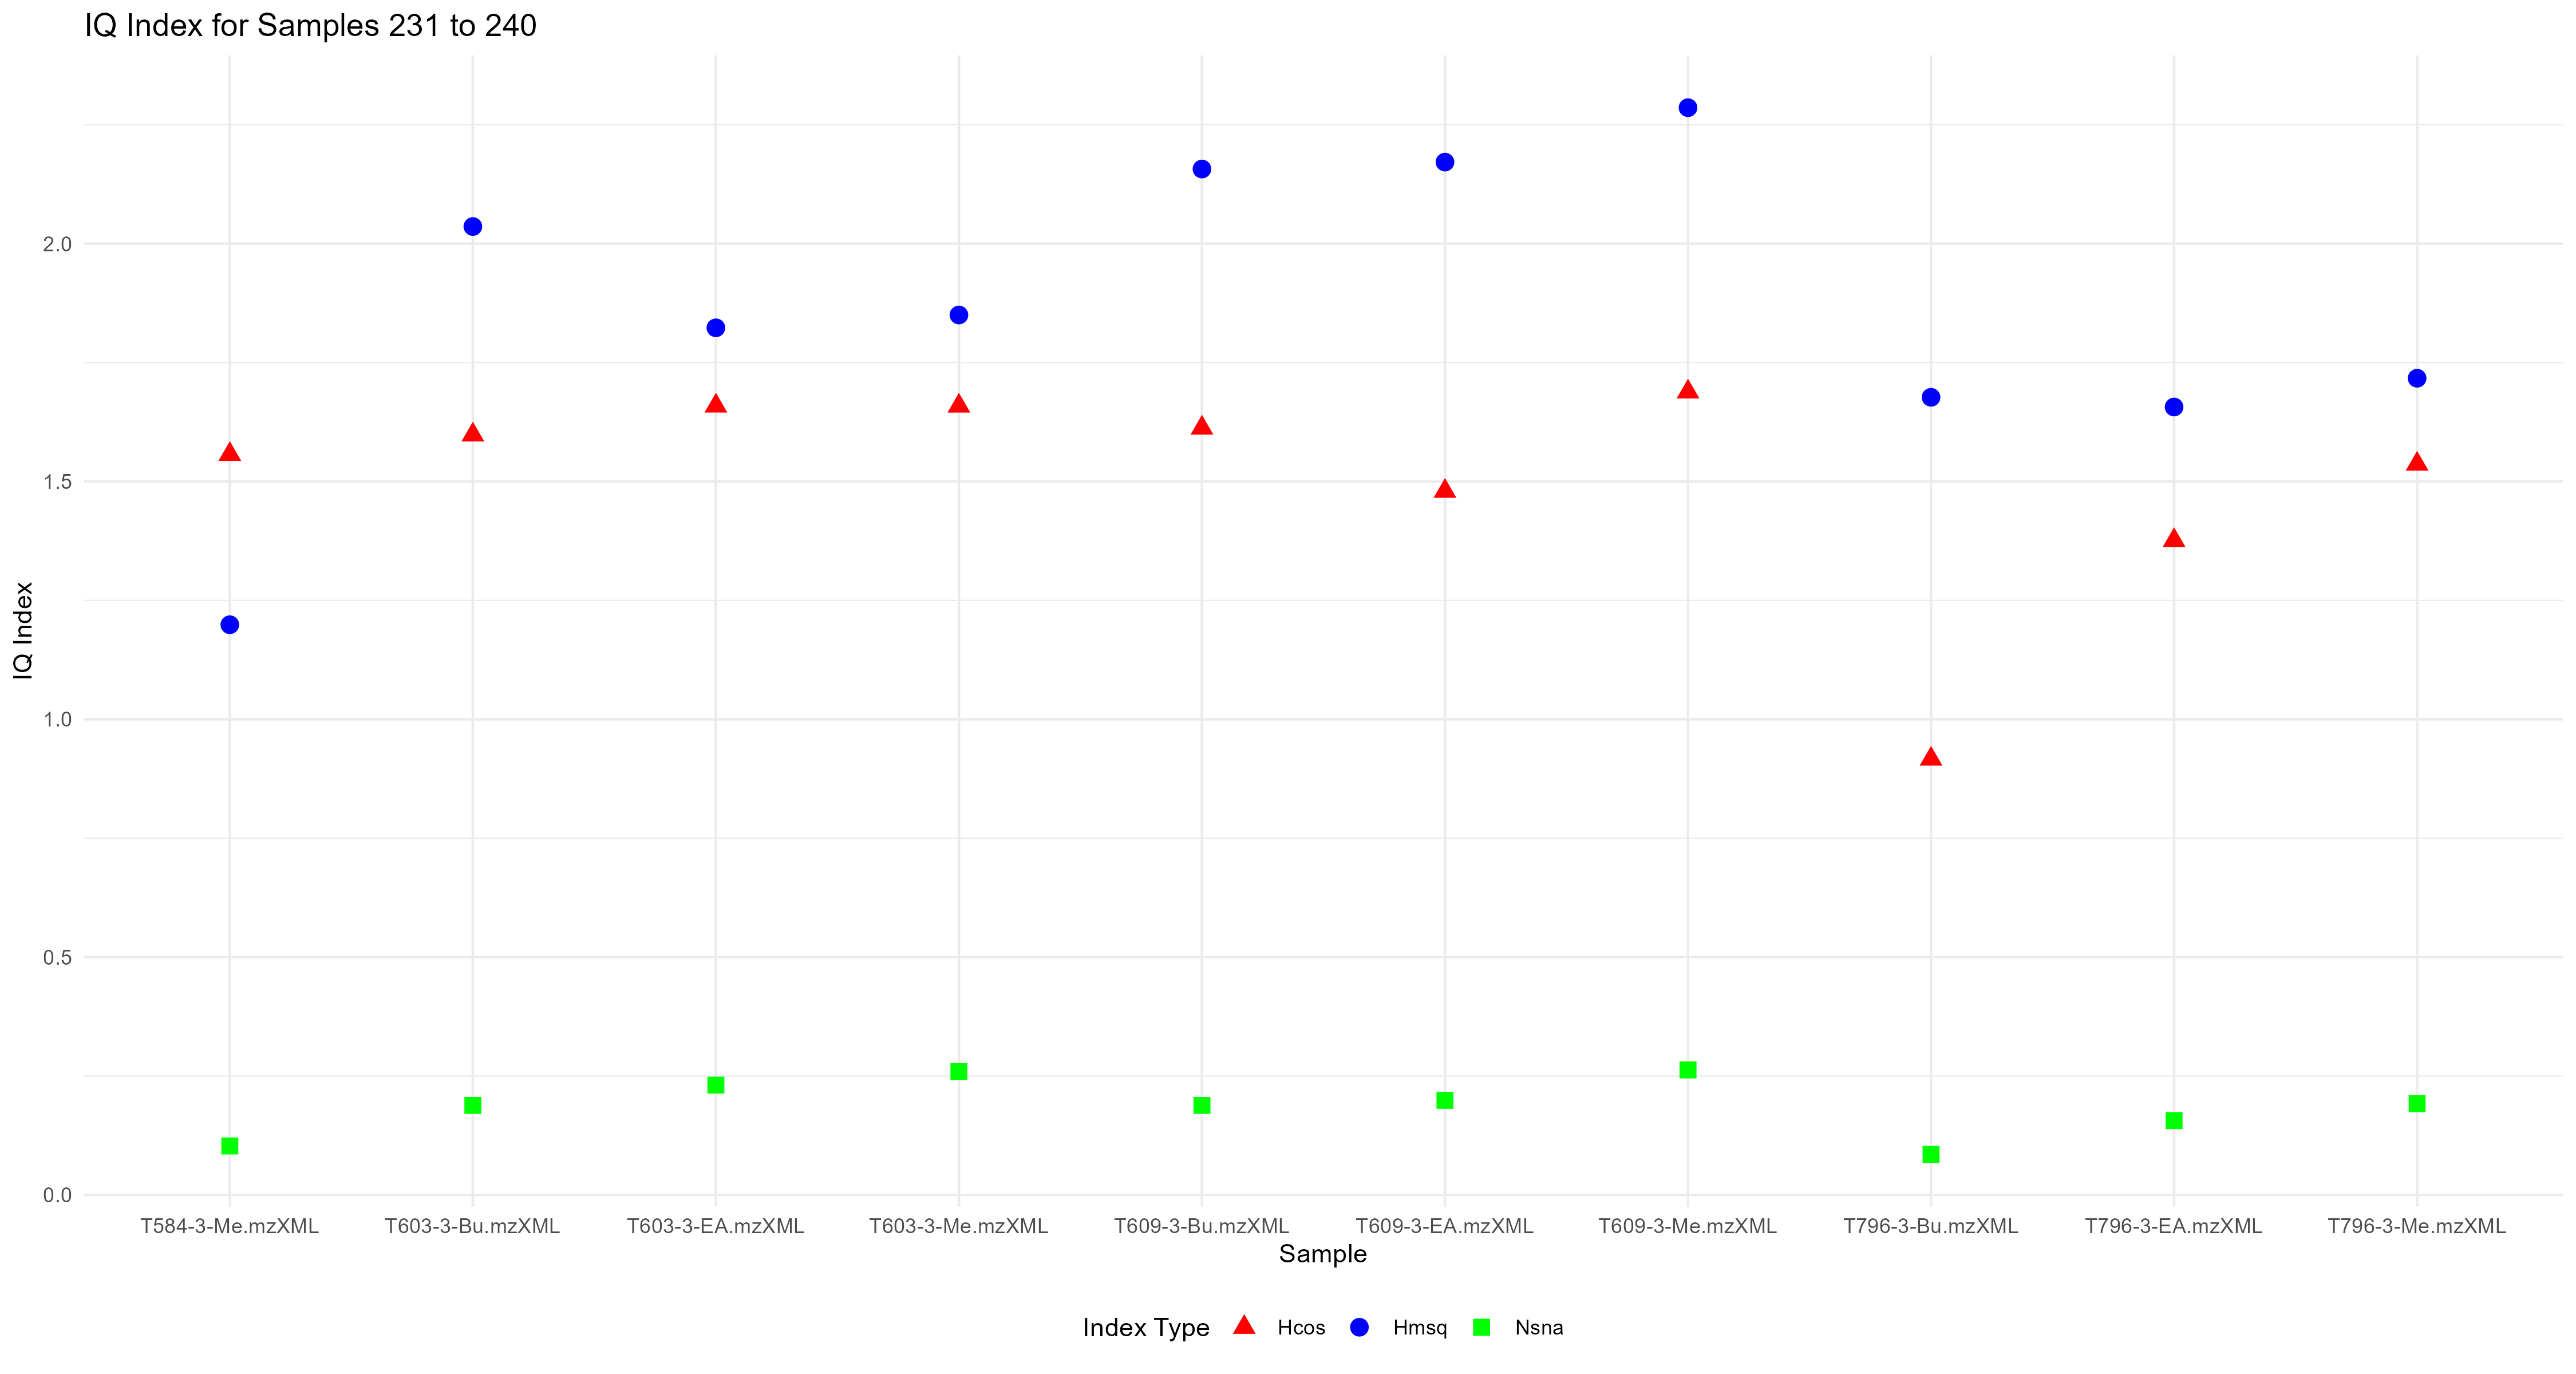 IQ Index for Samples 231 to 240
IQ Index
2.0
1.5
1.0
0.5
0.0
T584-3-Me.mzXML T603-3-Bu.mzXML T603-3-EA.mzXML T603-3-Me.mzXML T609-3-Bu.mzXML T609-3-EA.mzXML T609-3-Me.mzXML T796-3-Bu.mzXML T796-3-EA.mzXML T796-3-Me.mzXML
Sample
Index Type Hcos Hmsq Nsna